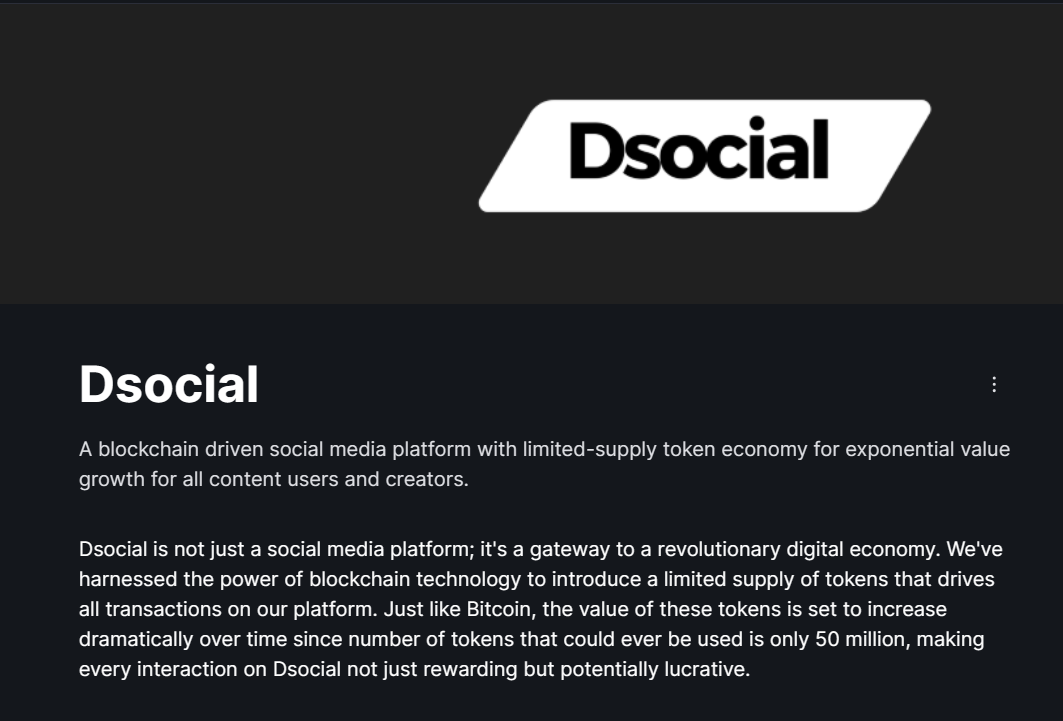 Dsocial
Dsocial
A blockchain driven social media platform with limited-supply token economy for exponential value
growth for all content users and creators.
Dsocial is not just a social media platform; it's a gateway to a revolutionary digital economy. We've
harnessed the power of blockchain technology to introduce a limited supply of tokens that drives
all transactions on our platform. Just like Bitcoin, the value of these tokens is set to increase
dramatically over time since number of tokens that could ever be used is only 50 million, making
every interaction on Dsocial not just rewarding but potentially lucrative.